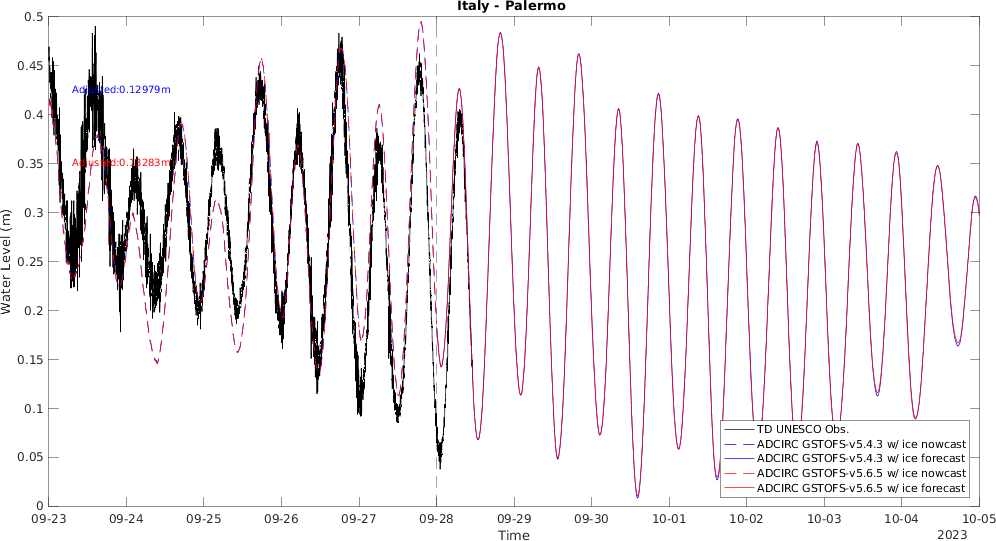 Italy - Palermo
0.5
0.45
0.4
0.35
0.3
0.25
0.2
0.15
0.1
0.05
0
Water Level (m)
Adjusted:0.12979m
Adjusted:0.13283m
TD UNESCO Obs.
ADCIRC GSTOFS-v5.4.3 w/ ice nowcast
ADCIRC GSTOFS-v5.4.3 w/ ice forecast
ADCIRC GSTOFS-v5.6.5 w/ ice nowcast
ADCIRC GSTOFS-v5.6.5 w/ ice forecast
09-23 09-24 09-25 09-26 09-27 09-28 09-29 09-30 10-01 10-02 10-03 10-04 10-05
Time
2023